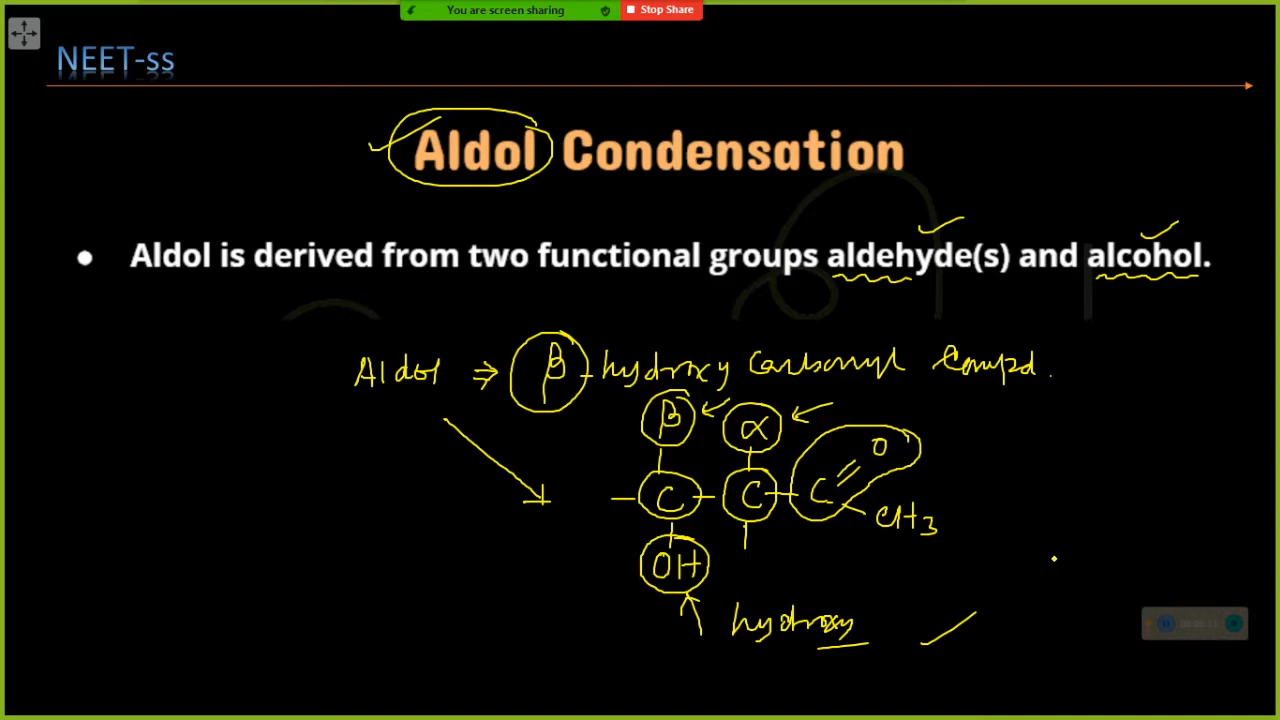 You are screen sharing Stop Share
NEET-ss
Aldol Condensation
• Aldol is derived from two functional groups aldehyde(s) and alcohol.
Aldol ⇒ β-hydroxy Carbonyl Compd.
β α
O
— C — C — C
CH3
OH
hydroxy